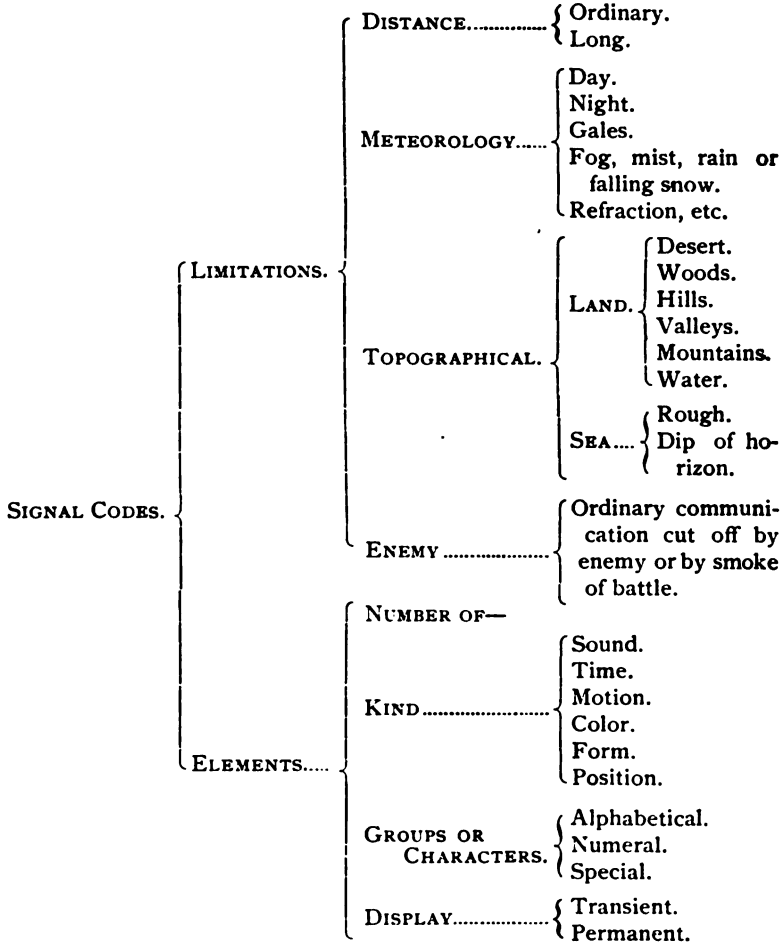 DISTANCE............... Ordinary.
Long.
METEOROLOGY...... Day.
Night.
Gales.
Fog, mist, rain or
falling snow.
Refraction, etc.
LIMITATIONS.
TOPOGRAPHICAL.
LAND.
Desert.
Woods.
Hills.
Valleys.
Mountains.
Water.
SEA....
Rough.
Dip of ho-
rizon.
SIGNAL CODES.
ENEMY ....................
Ordinary communi-
cation cut off by
enemy or by smoke
of battle.
NUMBER OF—
KIND ........................
Sound.
Time.
Motion.
Color.
Form.
Position.
ELEMENTS.....
GROUPS OR
CHARACTERS.
Alphabetical.
Numeral.
Special.
DISPLAY.................
Transient.
Permanent.